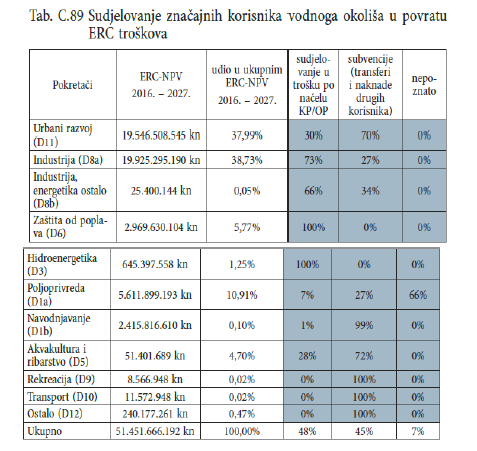 Tab. C.89 Sudjelovanje značajnih korisnika vodnoga okoliša u povratu
ERC troškova
Pokretači | ERC-NPV 2016. – 2027. | udio u ukupnim ERC-NPV 2016. – 2027. | sudjelo-vanje u trošku po načelu KP/OP | subvencije (transferi i naknade drugih korisnika) | nepo-znato
Urbani razvoj (D11) | 19.546.508.545 kn | 37,99% | 30% | 70% | 0%
Industrija (D8a) | 19.925.295.190 kn | 38,73% | 73% | 27% | 0%
Industrija, energetika ostalo (D8b) | 25.400.144 kn | 0,05% | 66% | 34% | 0%
Zaštita od popla-va (D6) | 2.969.630.104 kn | 5,77% | 100% | 0% | 0%
Hidroenergetika (D3) | 645.397.558 kn | 1,25% | 100% | 0% | 0%
Poljoprivreda (D1a) | 5.611.899.193 kn | 10,91% | 7% | 27% | 66%
Navodnjavanje (D1b) | 2.415.816.610 kn | 0,10% | 1% | 99% | 0%
Akvakultura i ribarstvo (D5) | 51.401.689 kn | 4,70% | 28% | 72% | 0%
Rekreacija (D9) | 8.566.948 kn | 0,02% | 0% | 100% | 0%
Transport (D10) | 11.572.948 kn | 0,02% | 0% | 100% | 0%
Ostalo (D12) | 240.177.261 kn | 0,47% | 0% | 100% | 0%
Ukupno | 51.451.666.192 kn | 100,00% | 48% | 45% | 7%